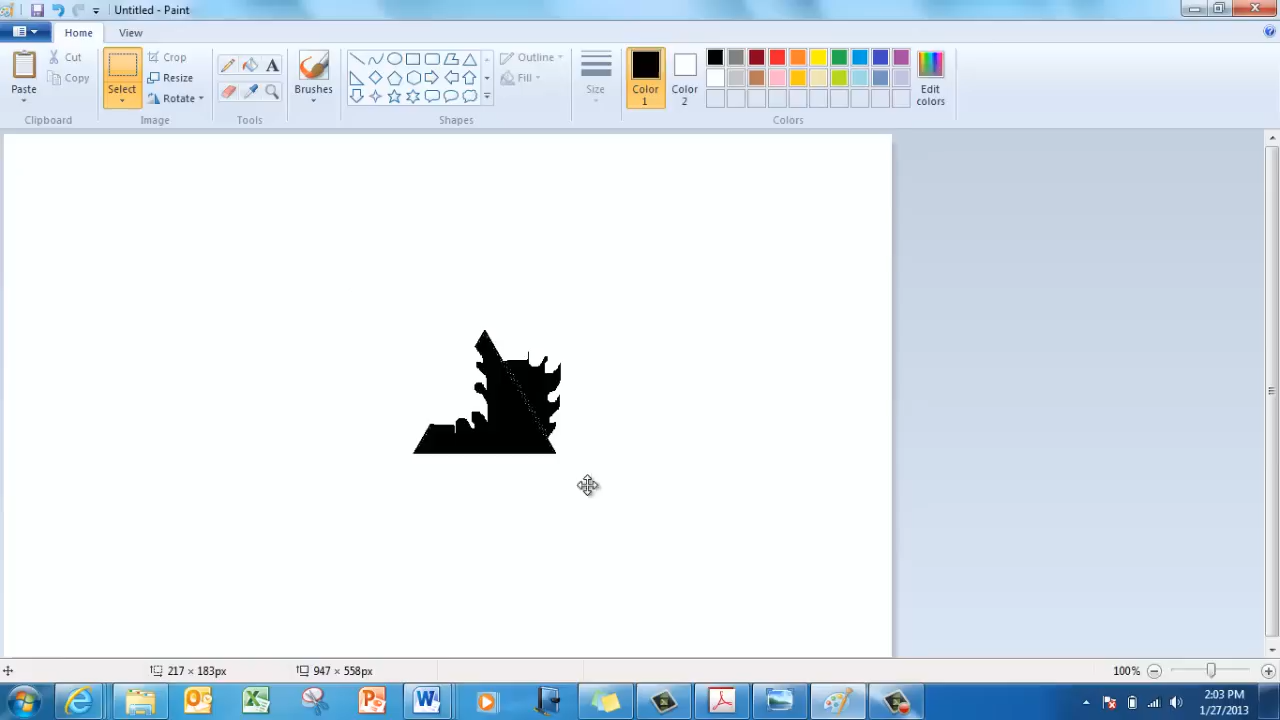 Untitled - Paint
Home
View
Paste
Cut
Copy
Clipboard
Select
Crop
Resize
Rotate
Image
A
Tools
Brushes
Shapes
Outline
Fill
Size
Color 1
Color 2
Edit colors
Colors
217 × 183px
947 × 558px
100%
2:03 PM
1/27/2013